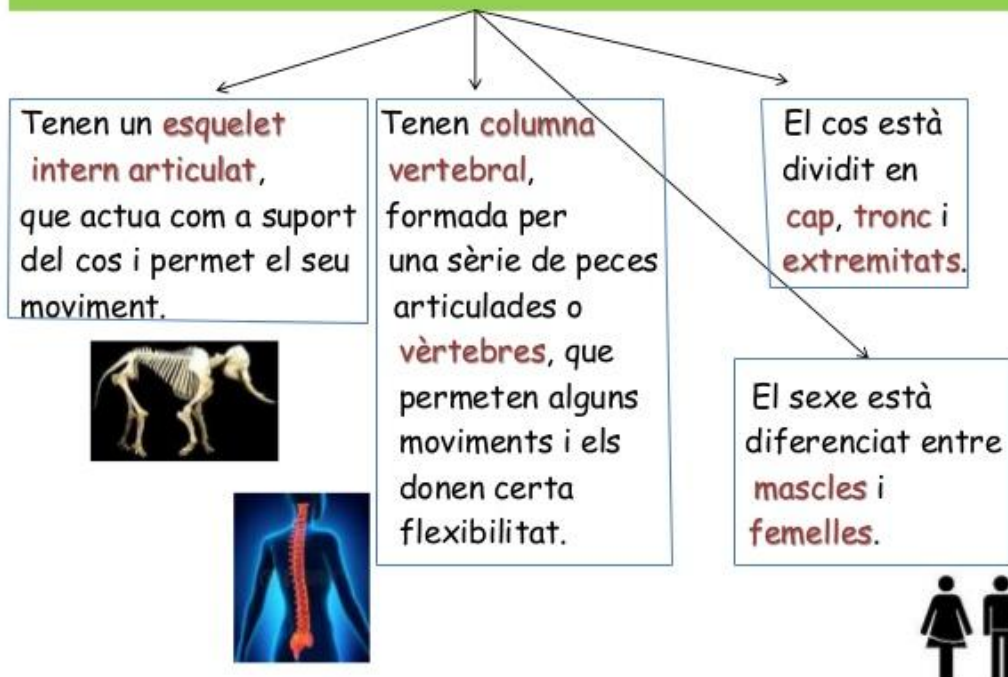 Tenen un esquelet
intern articulat,
que actua com a suport
del cos i permet el seu
moviment.
Tenen columna
vertebral,
formada per
una sèrie de peces
articulades o
vèrtebres, que
permeten alguns
moviments i els
donen certa
flexibilitat.
El cos està
dividit en
cap, tronc i
extremitats.
El sexe està
diferenciat entre
mascles i
femelles.